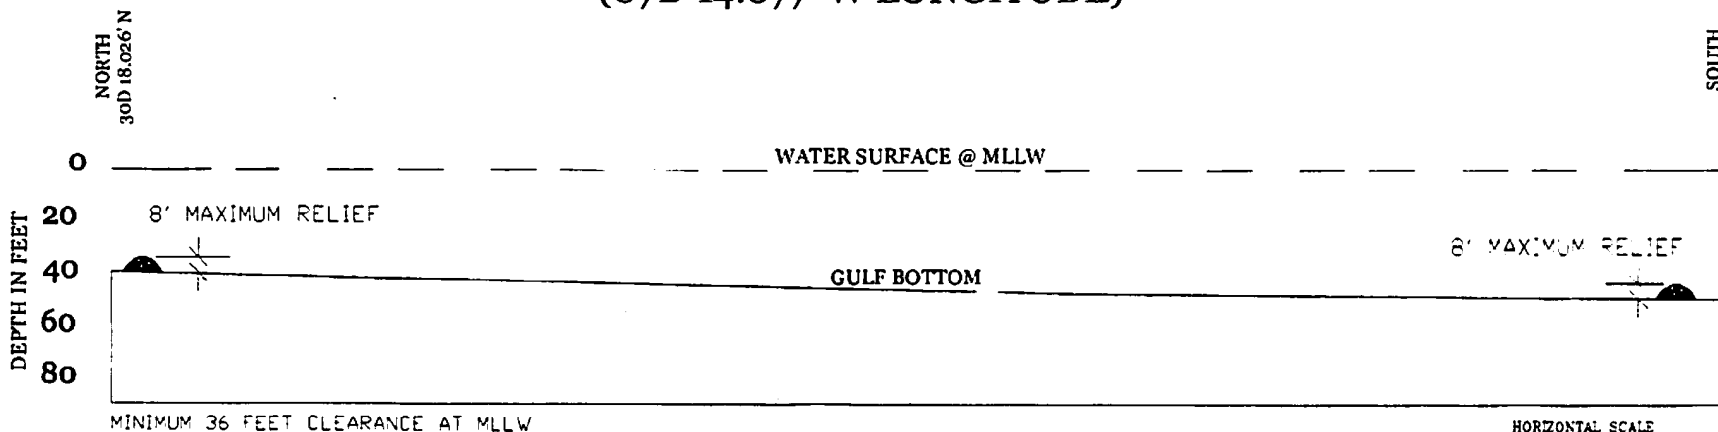 NORTH
30D 18.026' N
SOUTH
0
WATER SURFACE @ MLLW
DEPTH IN FEET
20
8' MAXIMUM RELIEF
8' MAXIMUM RELIEF
40
GULF BOTTOM
60
80
MINIMUM 36 FEET CLEARANCE AT MLLW
HORIZONTAL SCALE